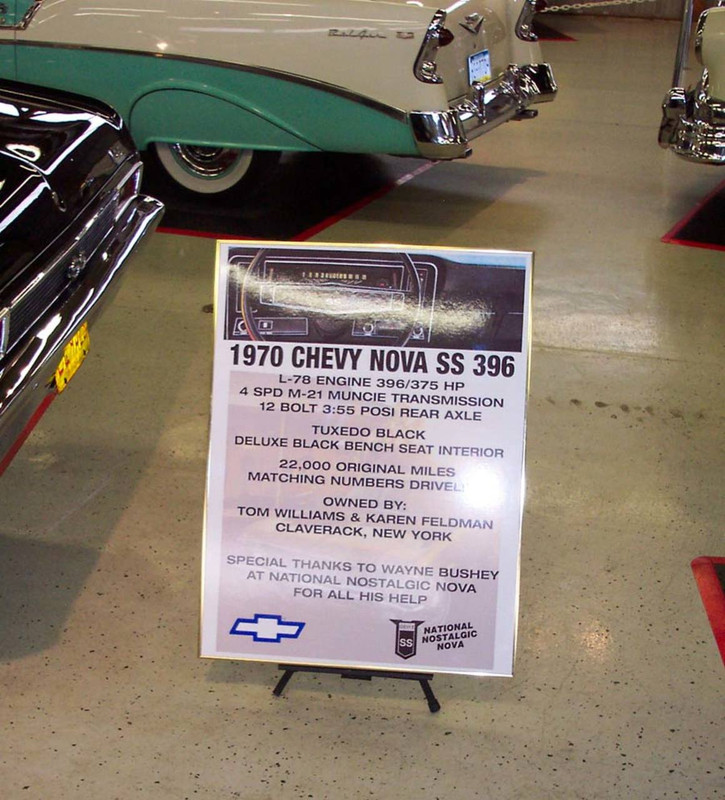 Bel Air
1970 CHEVY NOVA SS 396
L-78 ENGINE 396/375 HP
4 SPD M-21 MUNCIE TRANSMISSION
12 BOLT 3:55 POSI REAR AXLE
TUXEDO BLACK
DELUXE BLACK BENCH SEAT INTERIOR
22,000 ORIGINAL MILES
MATCHING NUMBERS
OWNED BY:
TOM WILLIAMS & KAREN FELDMAN
CLAVERACK, NEW YORK
SPECIAL THANKS TO WAYNE BUSHEY
AT NATIONAL NOSTALGIC NOVA
FOR ALL HIS HELP
SS
NATIONAL
NOSTALGIC
NOVA